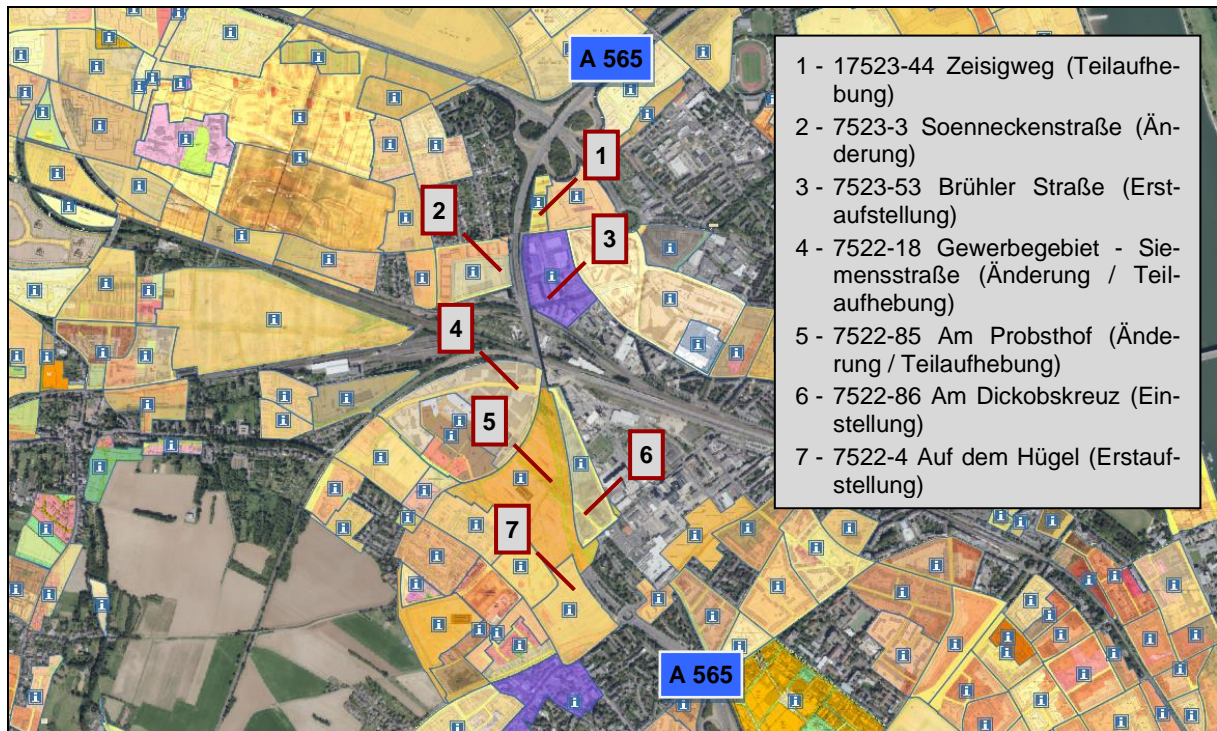 A 565
1 - 17523-44 Zeisigweg (Teilaufhe-
bung)
2 - 7523-3 Soenneckenstraße (Än-
derung)
3 - 7523-53 Brühler Straße (Erst-
aufstellung)
4 - 7522-18 Gewerbegebiet - Sie-
mensstraße (Änderung / Teil-
aufhebung)
5 - 7522-85 Am Probsthof (Ände-
rung / Teilaufhebung)
6 - 7522-86 Am Dickobskreuz (Ein-
stellung)
7 - 7522-4 Auf dem Hügel (Erstauf-
stellung)
1
2
3
4
5
6
7
A 565